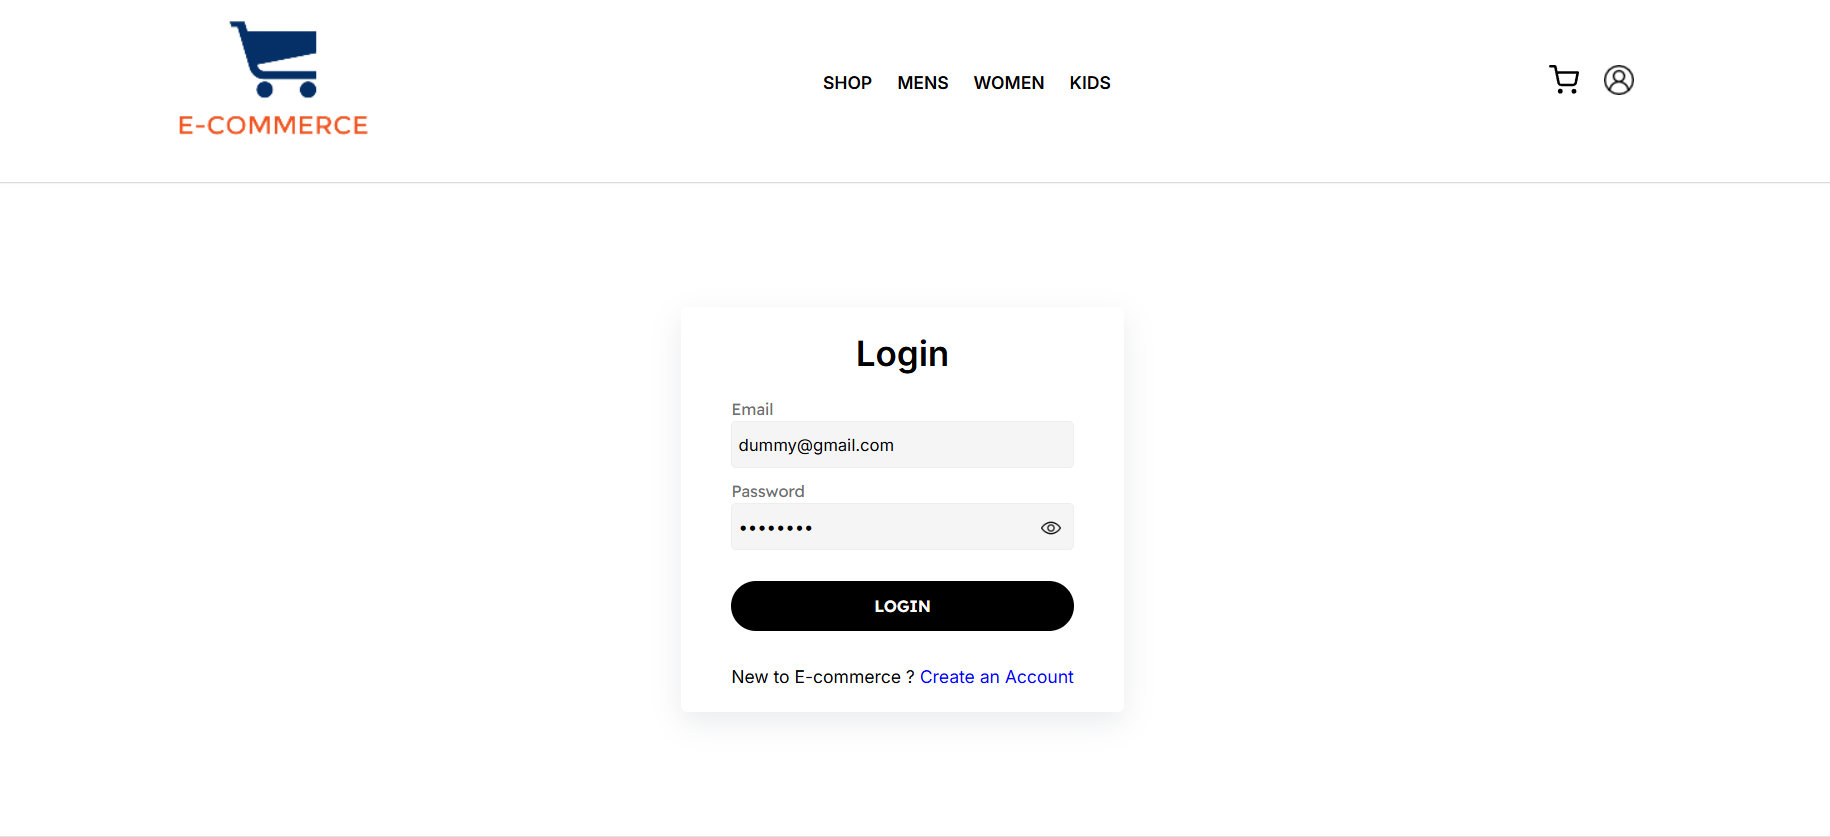 E-COMMERCE
SHOP MENS WOMEN KIDS
Login
Email
dummy@gmail.com
Password
••••••••
LOGIN
New to E-commerce ? Create an Account